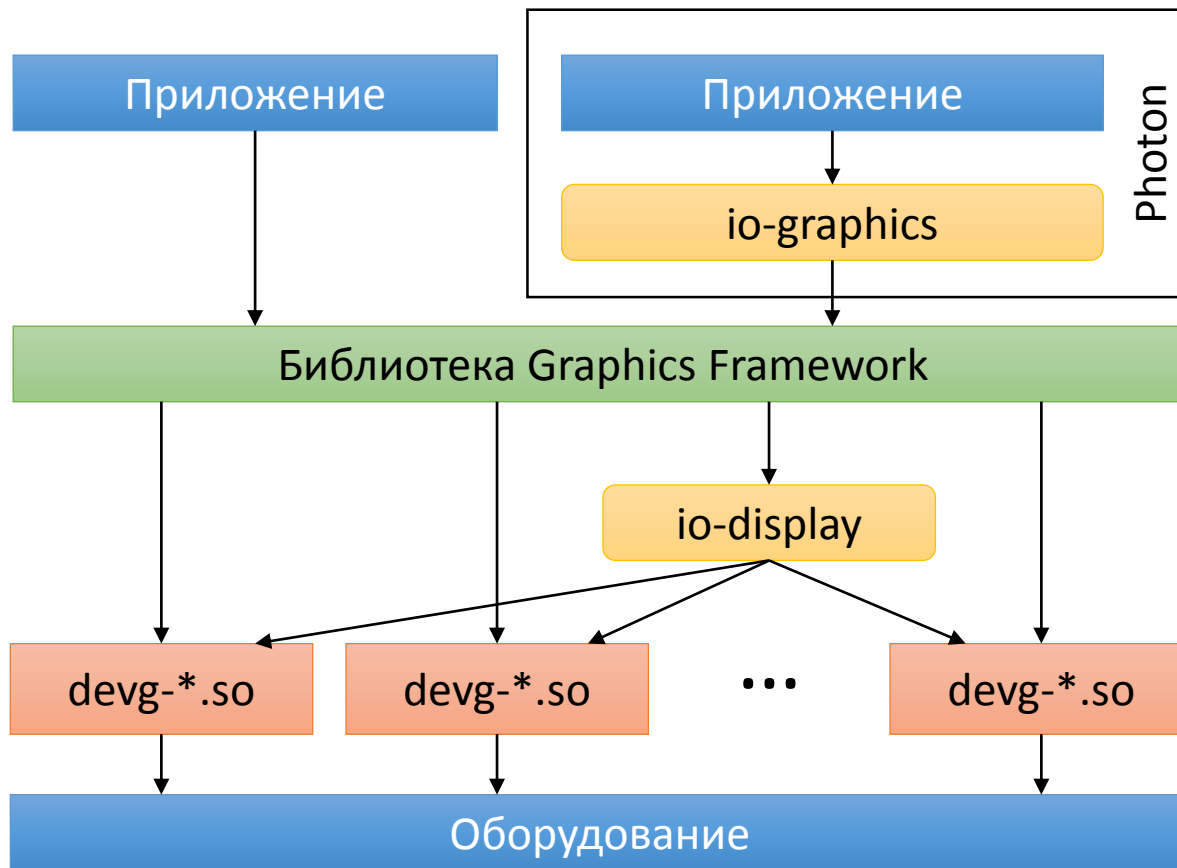 Приложение
Приложение
Photon
io-graphics
Библиотека Graphics Framework
io-display
devg-*.so
devg-*.so
...
devg-*.so
Оборудование